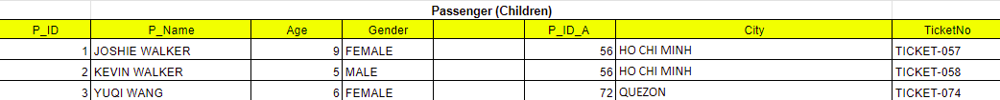 Passenger (Children)
P_ID P_Name Age Gender P_ID_A City TicketNo
1 JOSHIE WALKER 9 FEMALE 56 HO CHI MINH TICKET-057
2 KEVIN WALKER 5 MALE 56 HO CHI MINH TICKET-058
3 YUQI WANG 6 FEMALE 72 QUEZON TICKET-074